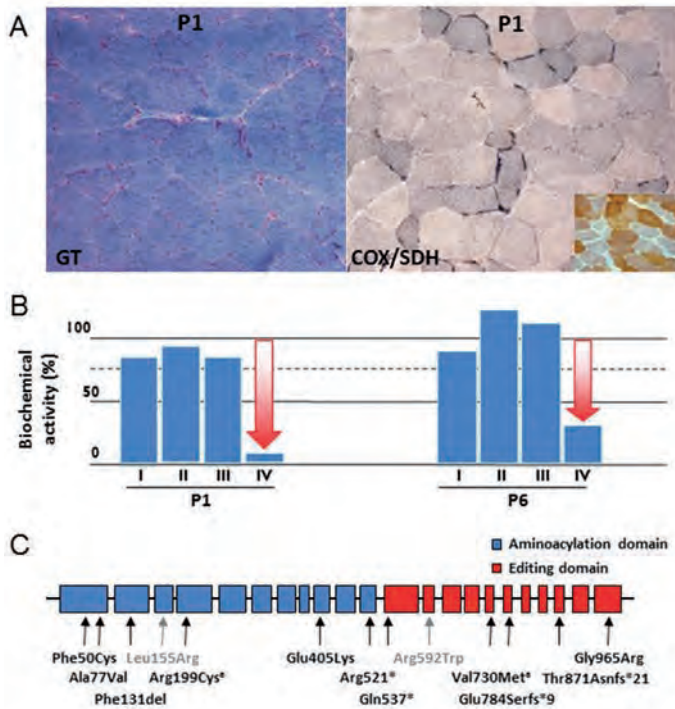 A
P1
P1
GT
COX/SDH
B
Biochemical
activity (%)
100
50
0
I II III IV
P1
I II III IV
P6
C
Aminoacylation domain
Editing domain
Phe50Cys
Leu155Arg
Glu405Lys
Arg592Trp
Gly965Arg
Ala77Val
Arg199Cys*
Arg521*
Val730Met*
Thr871Asnfs*21
Phe131del
Gln537*
Glu784Serfs*9